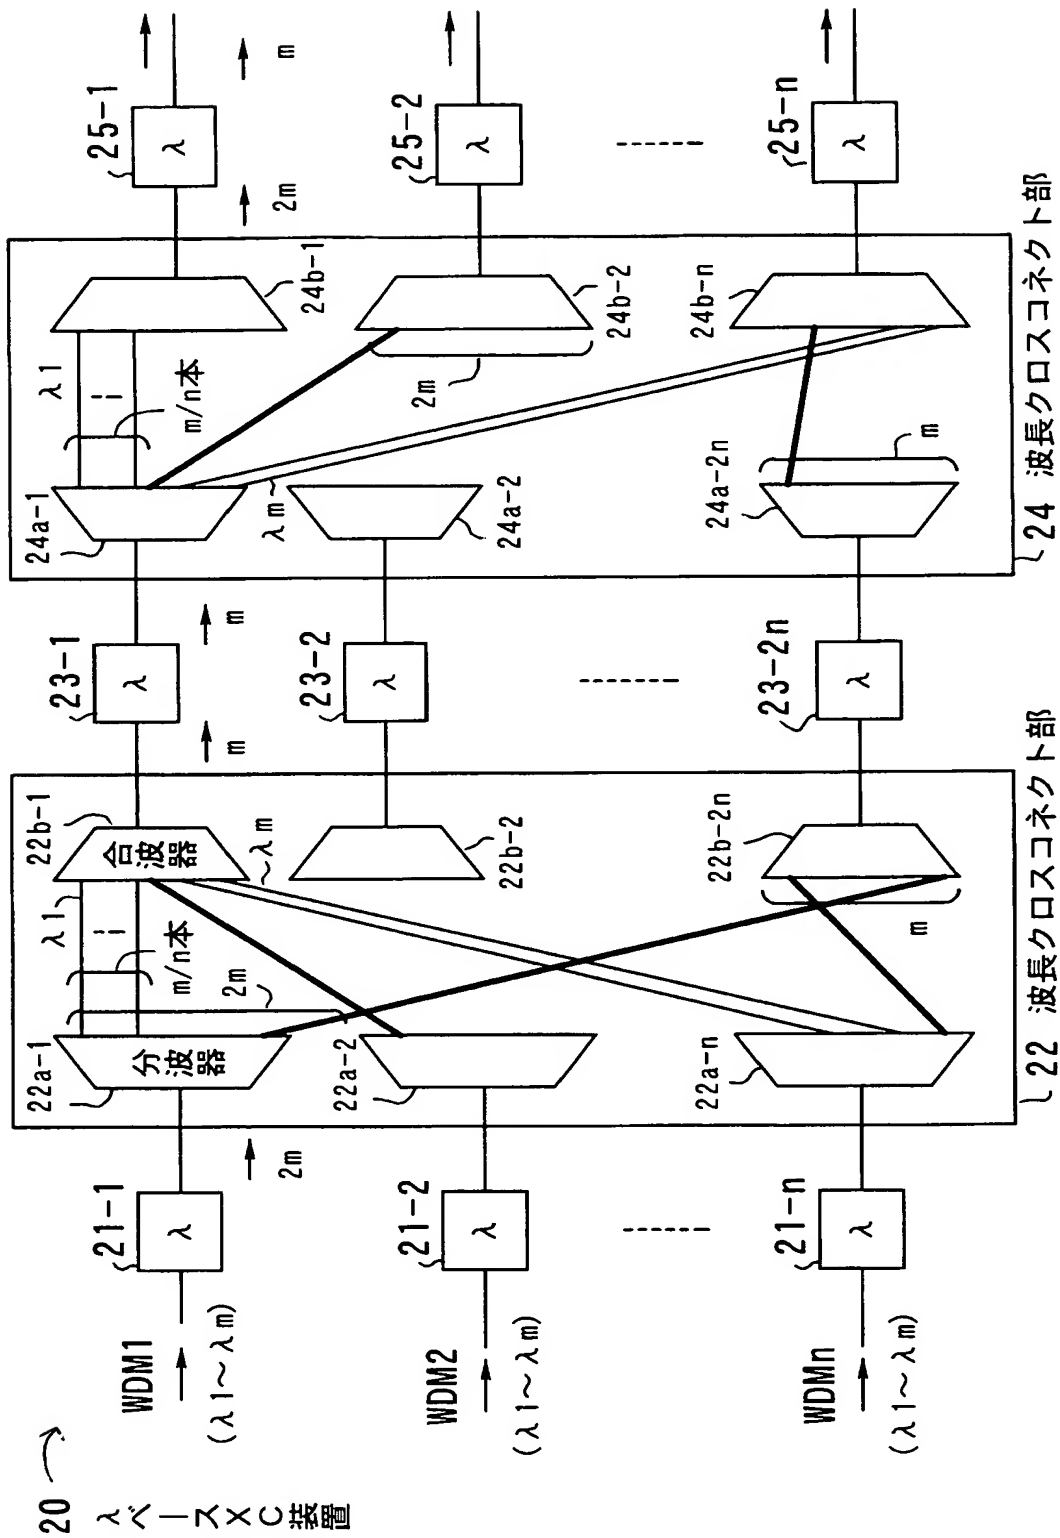 20
λベースXC装置
WDM1
(λ1～λm)
WDM2
(λ1～λm)
WDMn
(λ1～λm)
21-1
λ
21-2
λ
21-n
λ
2m
22a-1
分波器
22a-2
22a-n
λ1
m/n本
2m
λm
22b-1
合波器
22b-2
22b-2n
m
22 波長クロスコネクト部
m
23-1
λ
m
23-2
λ
23-2n
λ
24a-1
24a-2
24a-2n
m
λ1
m/n本
λm
2m
24b-1
24b-2
24b-n
24 波長クロスコネクト部
2m
25-1
λ
m
25-2
λ
25-n
λ